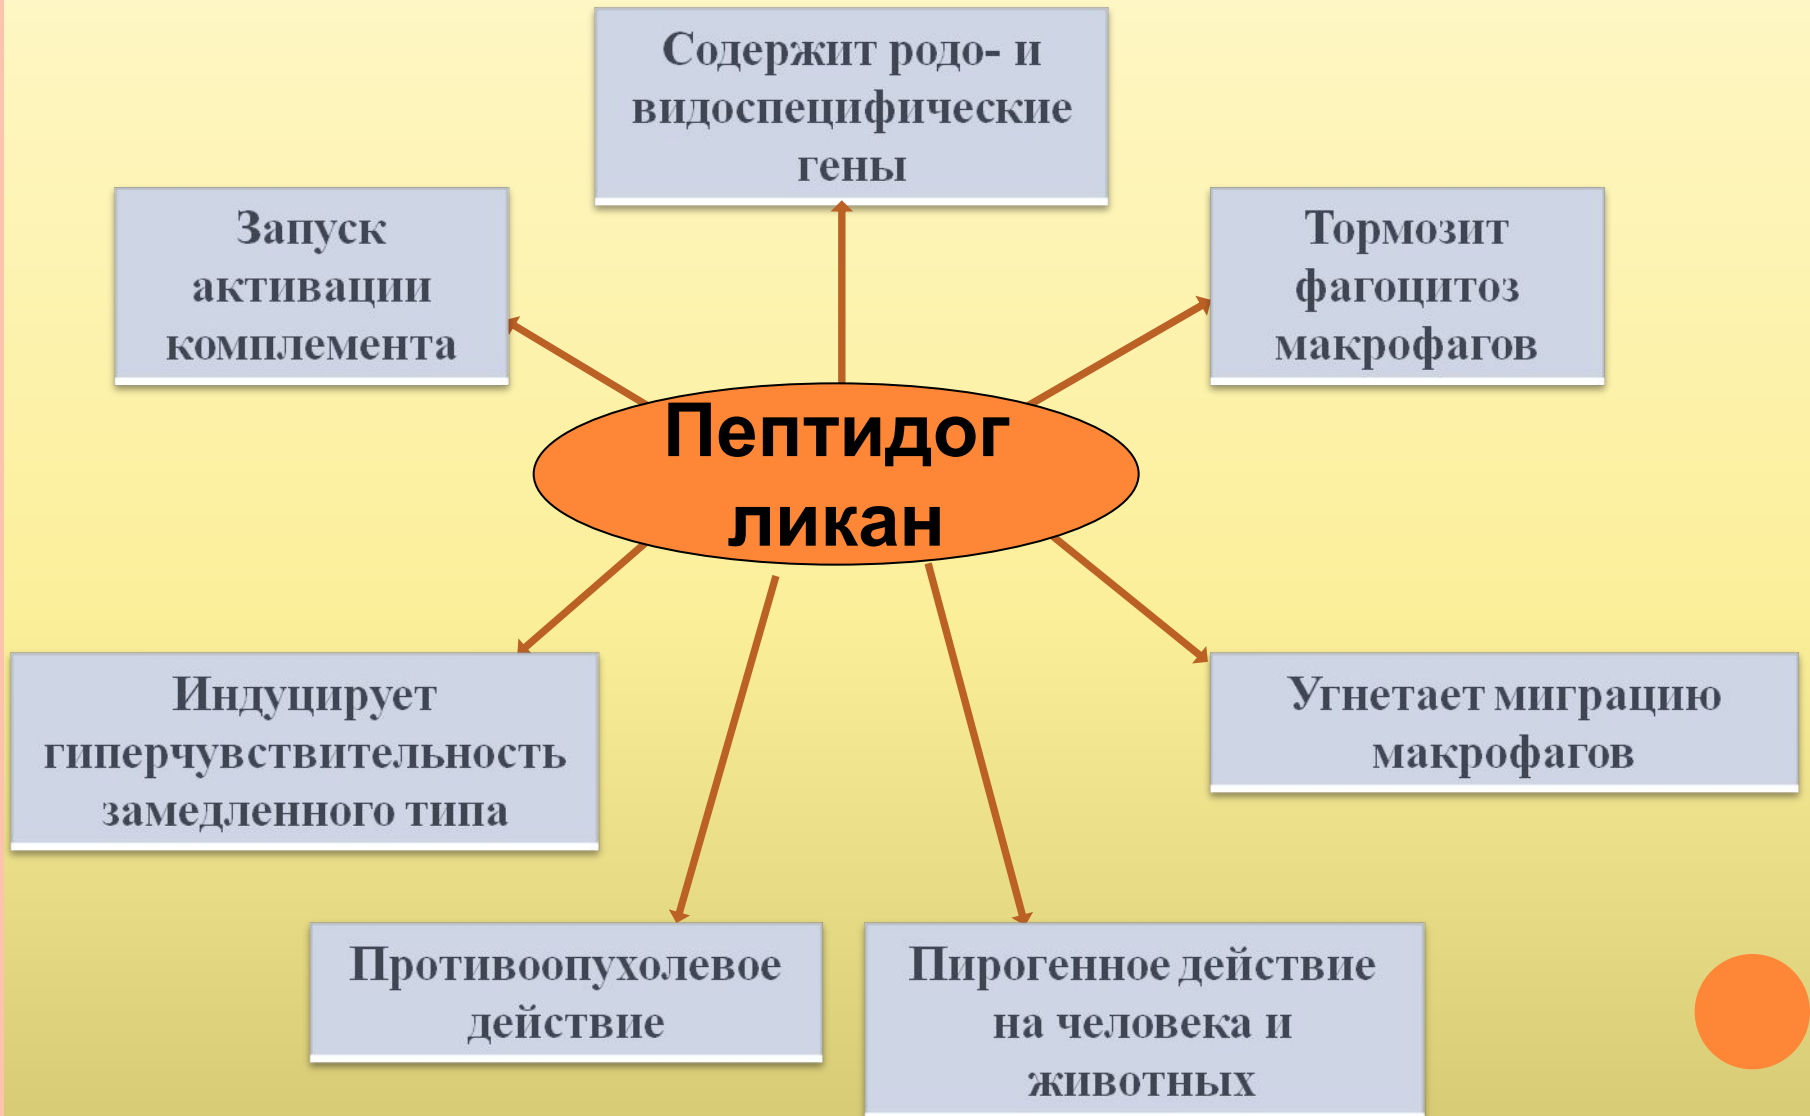 Содержит родо- и
видоспецифические
гены
Запуск
активации
комплемента
Тормозит
фагоцитоз
макрофагов
Пептидог
ликан
Индуцирует
гиперчувствительность
замедленного типа
Угнетает миграцию
макрофагов
Противоопухолевое
действие
Пирогенное действие
на человека и
животных